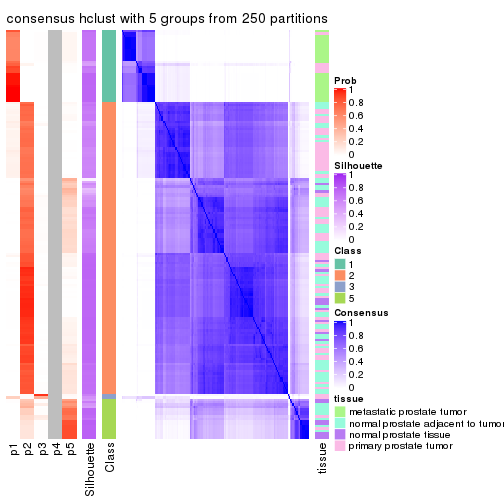 consensus hclust with 5 groups from 250 partitions
Prob
1
0.8
0.6
0.4
0.2
0
Silhouette
1
0.8
0.6
0.4
0.2
0
Class
1
2
3
5
Consensus
1
0.8
0.6
0.4
0.2
0
tissue
metastatic prostate tumor
normal prostate adjacent to tumor
normal prostate tissue
primary prostate tumor
p1
p2
p3
p4
p5
Silhouette
Class
tissue